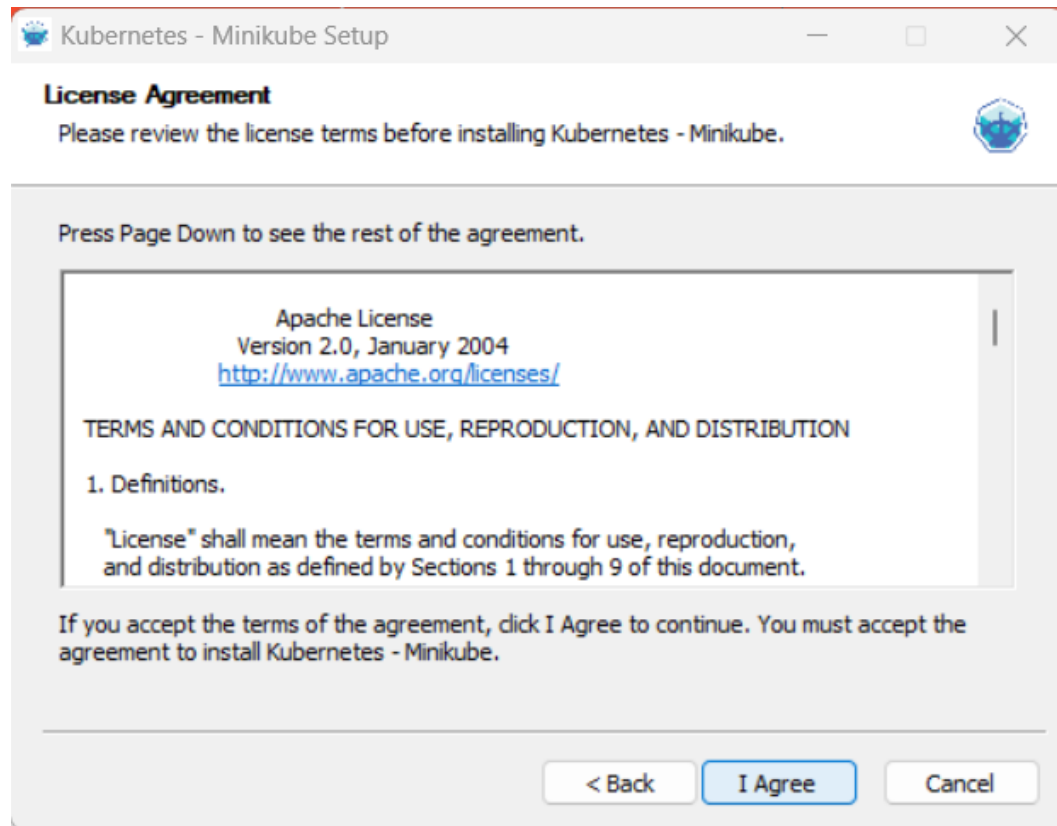 Kubernetes - Minikube Setup
License Agreement
Please review the license terms before installing Kubernetes - Minikube.
Press Page Down to see the rest of the agreement.
Apache License
Version 2.0, January 2004
http://www.apache.org/licenses/
TERMS AND CONDITIONS FOR USE, REPRODUCTION, AND DISTRIBUTION
1. Definitions.
"License" shall mean the terms and conditions for use, reproduction,
and distribution as defined by Sections 1 through 9 of this document.
If you accept the terms of the agreement, click I Agree to continue. You must accept the
agreement to install Kubernetes - Minikube.
< Back
I Agree
Cancel